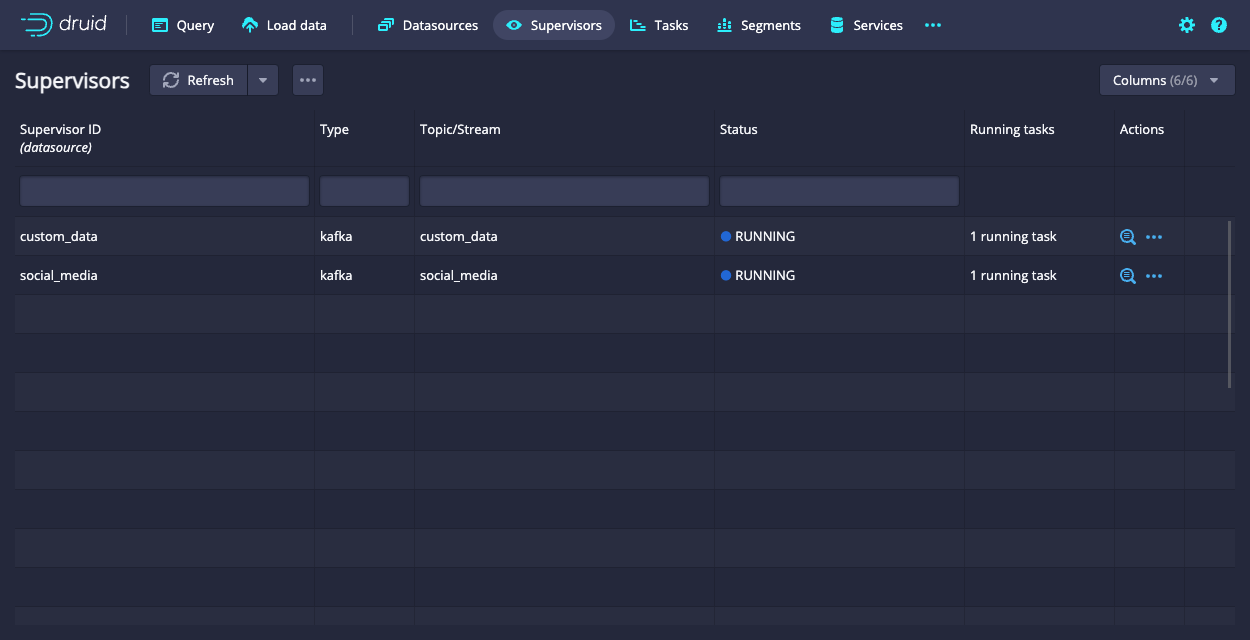 druid Query Load data Datasources Supervisors Tasks Segments Services
Supervisors Refresh Columns (6/6)
Supervisor ID Type Topic/Stream Status Running tasks Actions
(datasource)
custom_data kafka custom_data RUNNING 1 running task
social_media kafka social_media RUNNING 1 running task